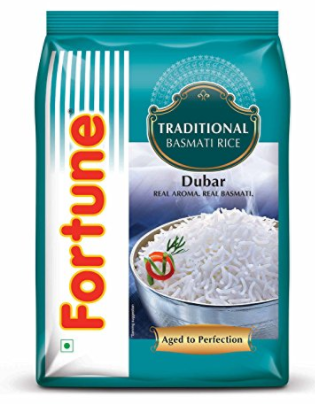 Fortune
TRADITIONAL
BASMATI RICE
Dubar
REAL AROMA. REAL BASMATI.
Aged to Perfection